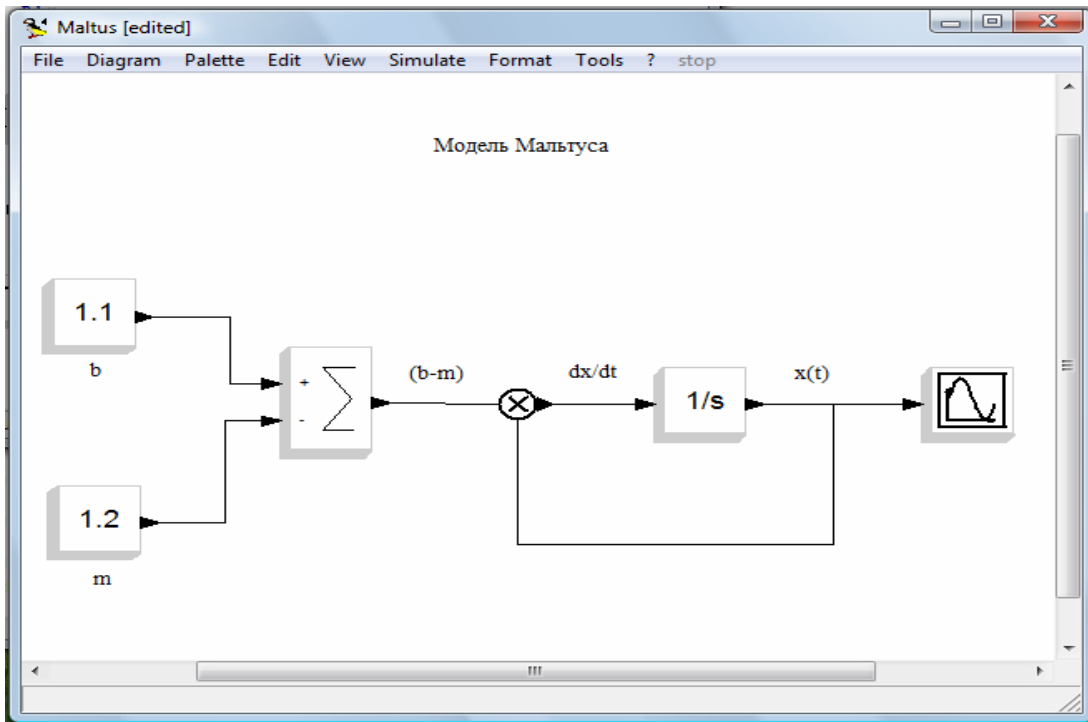 Maltus [edited]
File Diagram Palette Edit View Simulate Format Tools ? stop
Модель Мальтуса
1.1
b
+
-
(b-m)
dx/dt
1/s
x(t)
1.2
m